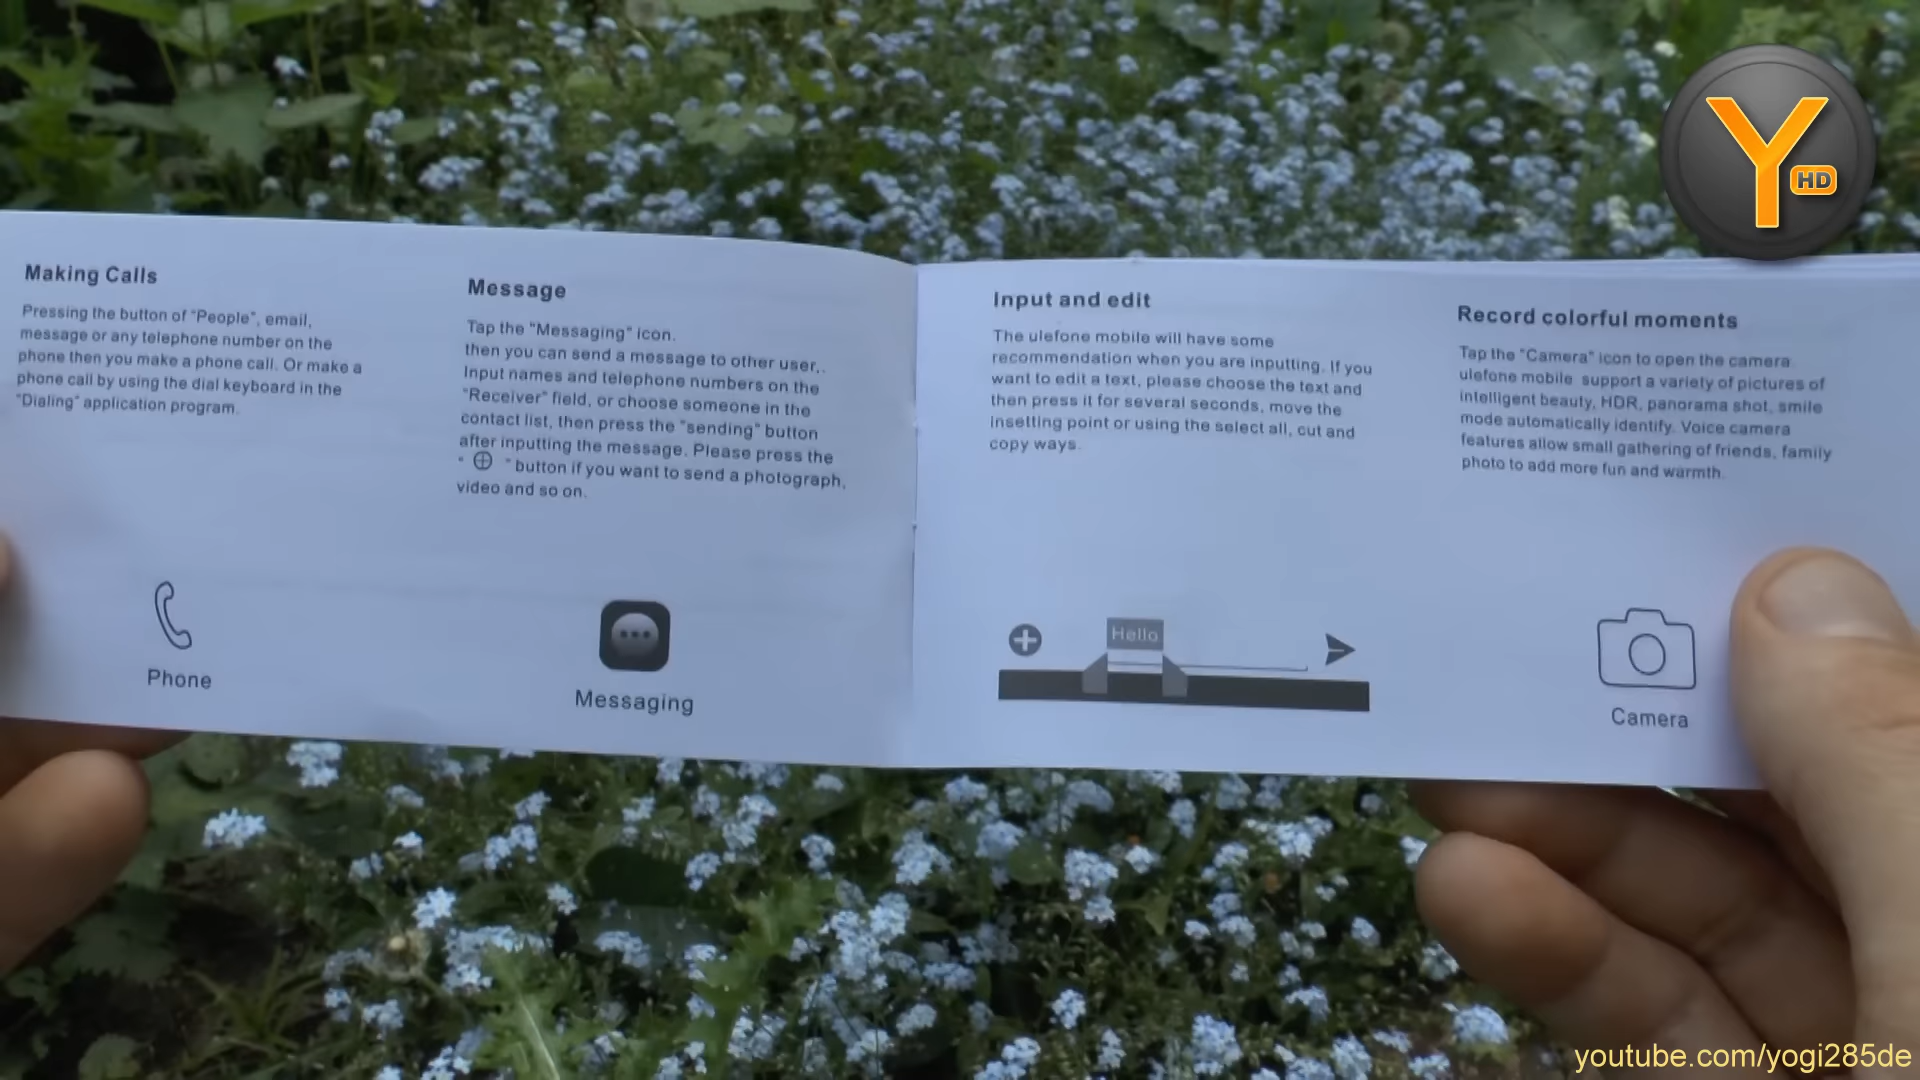 Y
HD
Making Calls
Pressing the button of "People", email,
message or any telephone number on the
phone then you make a phone call. Or make a
phone call by using the dial keyboard in the
"Dialing" application program.
Phone
Message
Tap the "Messaging" icon.
then you can send a message to other user,.
Input names and telephone numbers on the
"Receiver" field, or choose someone in the
contact list, then press the "sending" button
after inputting the message. Please press the
" ⊕ " button if you want to send a photograph,
video and so on.
Messaging
Input and edit
The ulefone mobile will have some
recommendation when you are inputting. If you
want to edit a text, please choose the text and
then press it for several seconds, move the
insetting point or using the select all, cut and
copy ways.
Hello
Record colorful moments
Tap the "Camera" icon to open the camera.
ulefone mobile support a variety of pictures of
intelligent beauty, HDR, panorama shot, smile
mode automatically identify. Voice camera
features allow small gathering of friends, family
photo to add more fun and warmth.
Camera
youtube.com/yogi285de